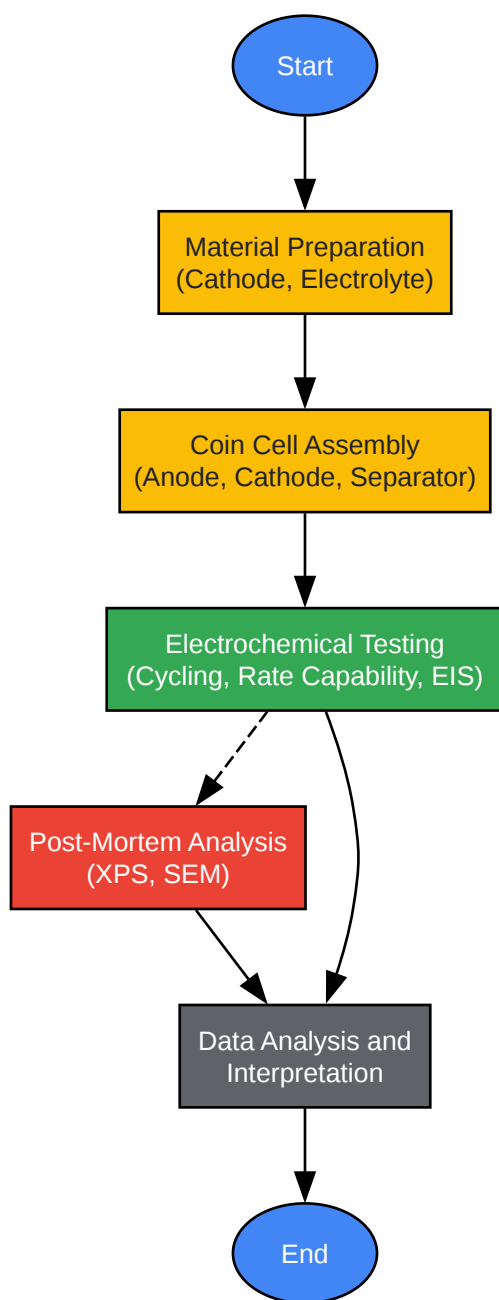 Start
Material Preparation
(Cathode, Electrolyte)
Coin Cell Assembly
(Anode, Cathode, Separator)
Electrochemical Testing
(Cycling, Rate Capability, EIS)
Post-Mortem Analysis
(XPS, SEM)
Data Analysis and
Interpretation
End